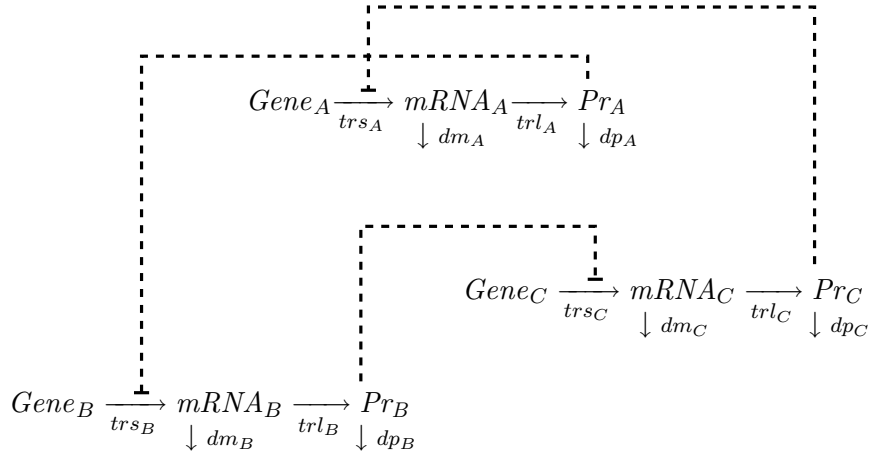 Gene_A ⟶ mRNA_A ⟶ Pr_A
trs_A trl_A
↓ dm_A ↓ dp_A
Gene_C ⟶ mRNA_C ⟶ Pr_C
trs_C trl_C
↓ dm_C ↓ dp_C
Gene_B ⟶ mRNA_B ⟶ Pr_B
trs_B trl_B
↓ dm_B ↓ dp_B